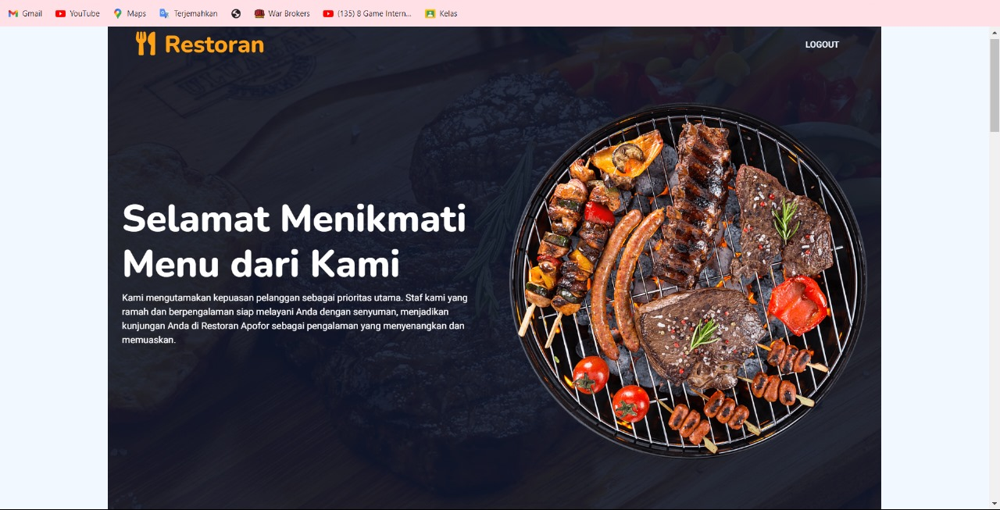 Gmail
YouTube
Maps
Terjemahkan
War Brokers
(135) 8 Game Intern...
Kelas
Restoran
LOGOUT
Selamat Menikmati
Menu dari Kami
Kami mengutamakan kepuasan pelanggan sebagai prioritas utama. Staf kami yang
ramah dan berpengalaman siap melayani Anda dengan senyuman, menjadikan
kunjungan Anda di Restoran Apofor sebagai pengalaman yang menyenangkan dan
memuaskan.